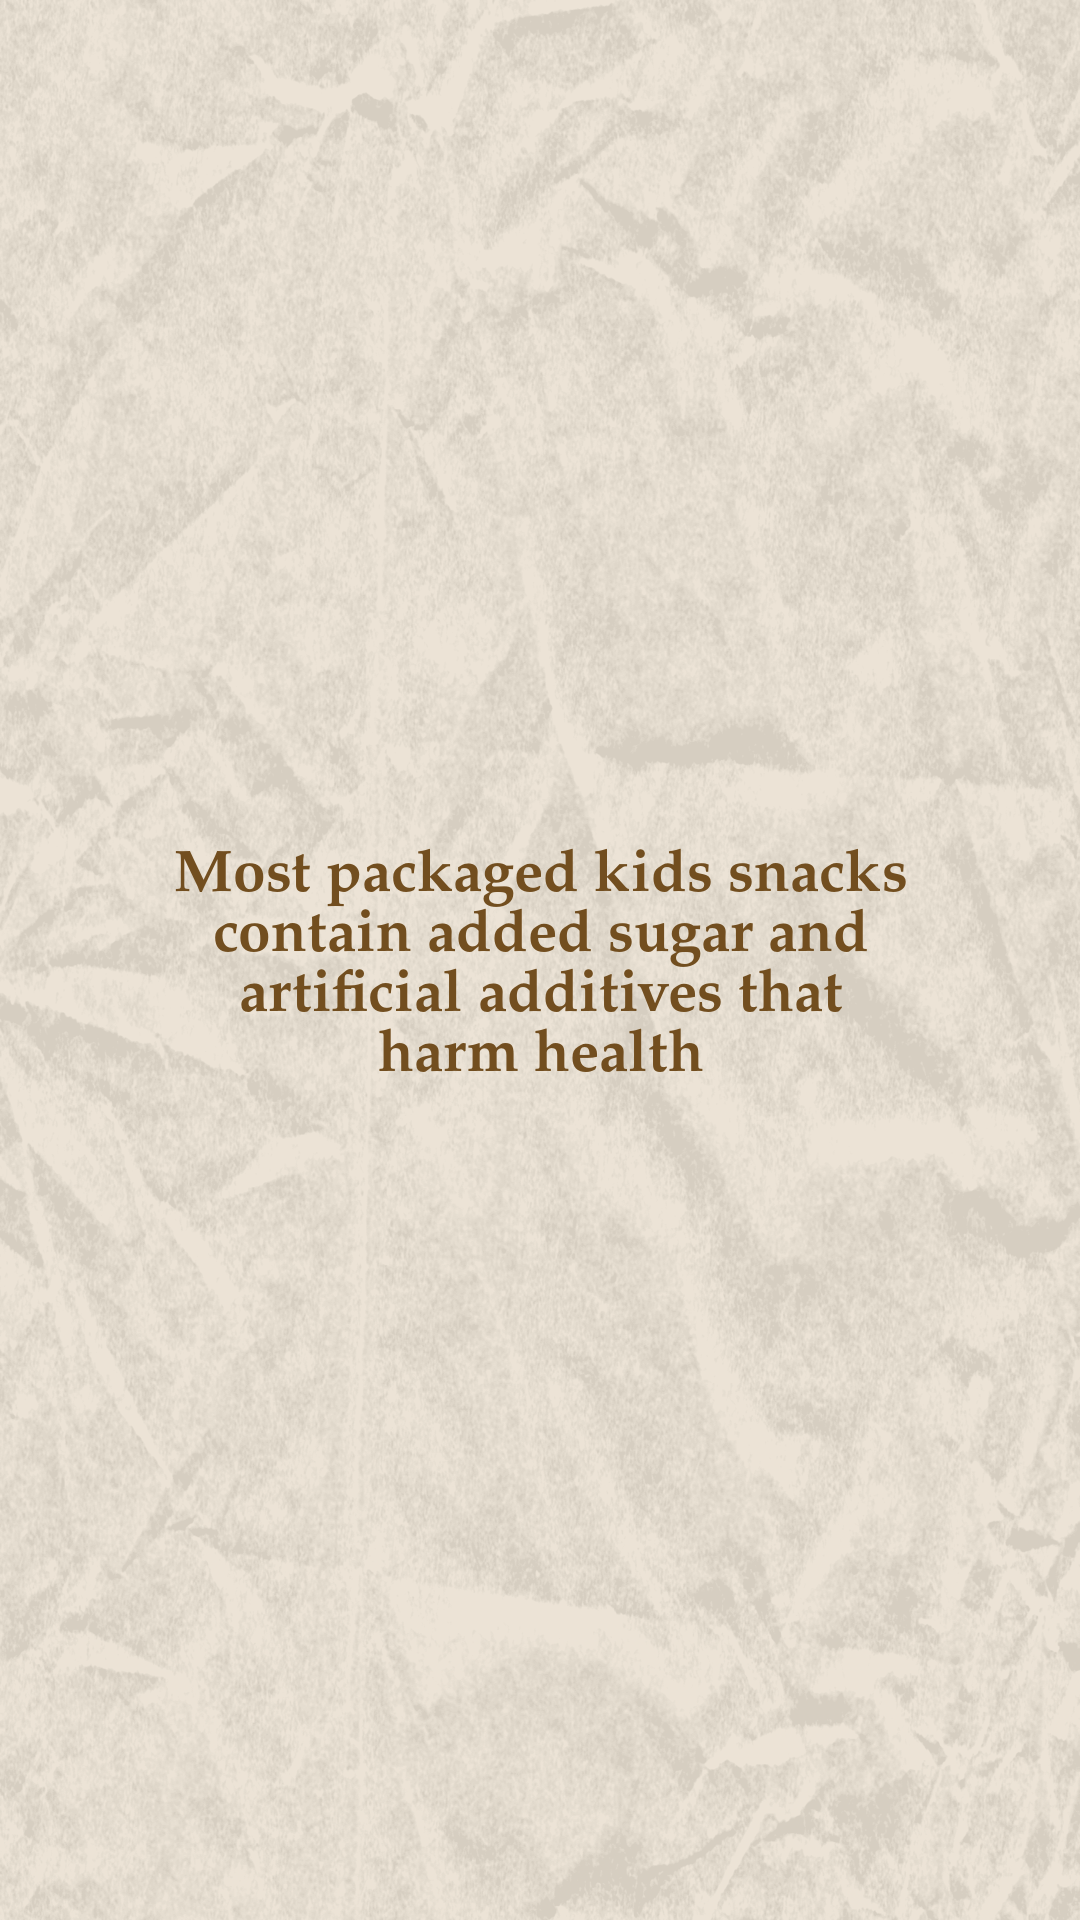 Most packaged kids snacks
contain added sugar and
artificial additives that
harm health